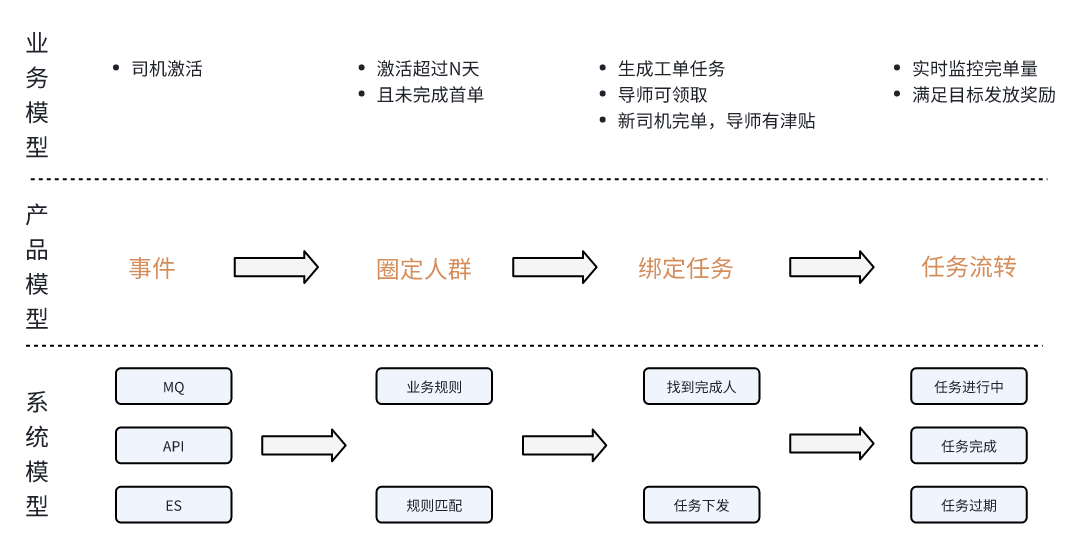 业务模型
司机激活
激活超过N天
且未完成首单
生成工单任务
导师可领取
新司机完单，导师有津贴
实时监控完单量
满足目标发放奖励
产品模型
事件
圈定人群
绑定任务
任务流转
系统模型
MQ
API
ES
业务规则
规则匹配
找到完成人
任务下发
任务进行中
任务完成
任务过期